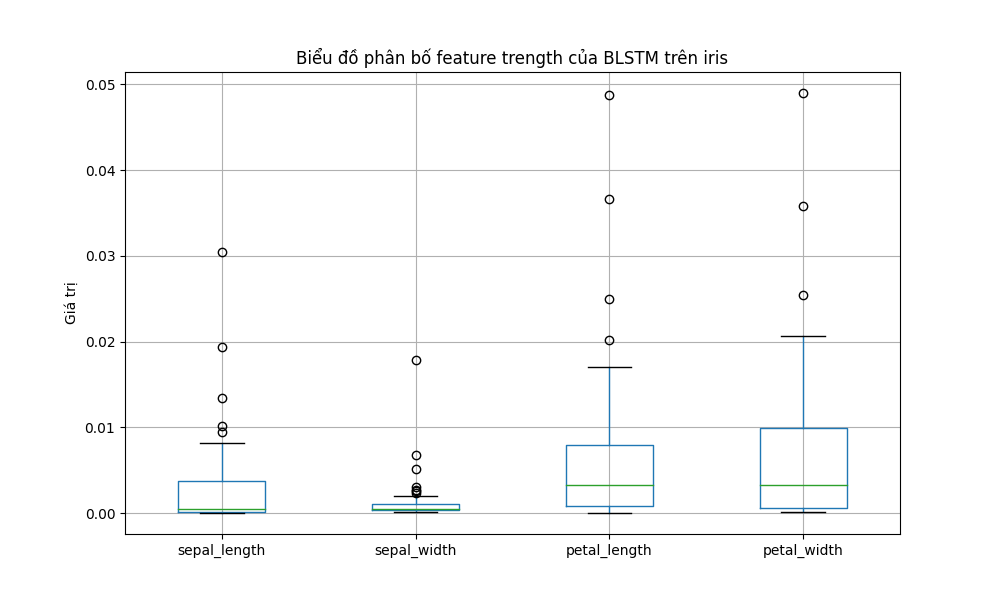 Biểu đồ phân bố feature trength của BLSTM trên iris
0.05
0.04
0.03
0.02
0.01
0.00
Giá trị
sepal_length sepal_width petal_length petal_width